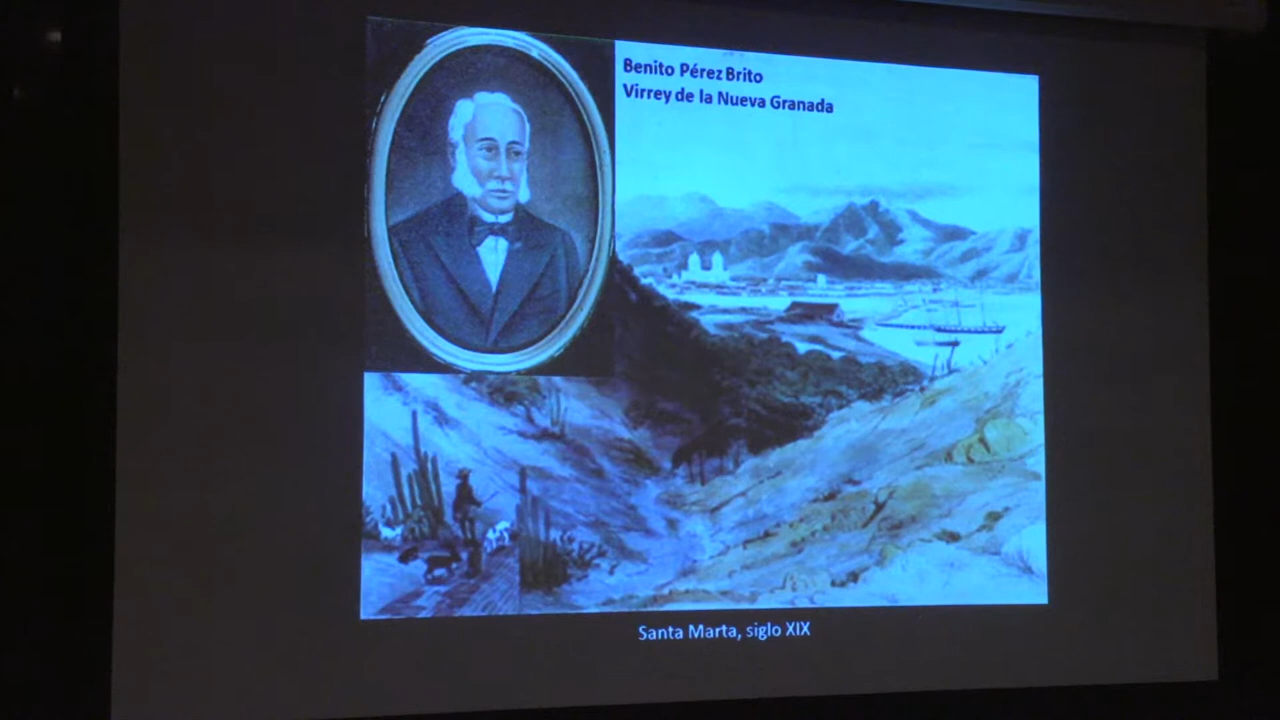 Benito Pérez Brito
Virrey de la Nueva Granada
Santa Marta, siglo XIX